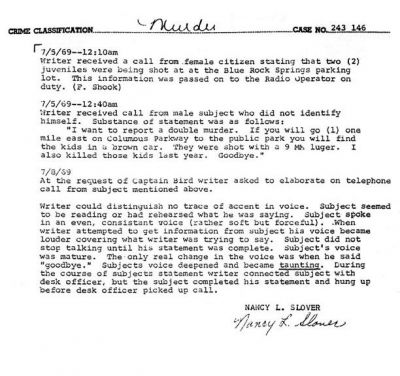 CRIME CLASSIFICATION Murder CASE NO. 243 146
7/5/69--12:10am
Writer received a call from female citizen stating that two (2)
juveniles were being shot at at the Blue Rock Springs parking
lot. This information was passed on to the Radio Operator on
duty. (P. Shook)
7/5/69--12:40am
Writer received call from male subject who did not identify
himself. Substance of statement was as follows:
"I want to report a double murder. If you will go (1) one
mile east on Columous Parkway to the public park you will find
the kids in a brown car. They were shot with a 9 MM luger. I
also killed those kids last year. Goodbye."
7/8/69
At the request of Captain Bird writer asked to elaborate on telephone
call from subject mentioned above.
Writer could distinguish no trace of accent in voice. Subject seemed
to be reading or had rehearsed what he was saying. Subject spoke
in an even, consistent voice (rather soft but forceful). When
writer attempted to get information from subject his voice became
louder covering what writer was trying to say. Subject did not
stop talking until his statement was complete. Subject's voice
was mature. The only real change in the voice was when he said
"goodbye." Subjects voice deepened and became taunting. During
the course of subjects statement writer connected subject with
desk officer, but the subject completed his statement and hung up
before desk officer picked up call.
NANCY L. SLOVER
Nancy L. Slover